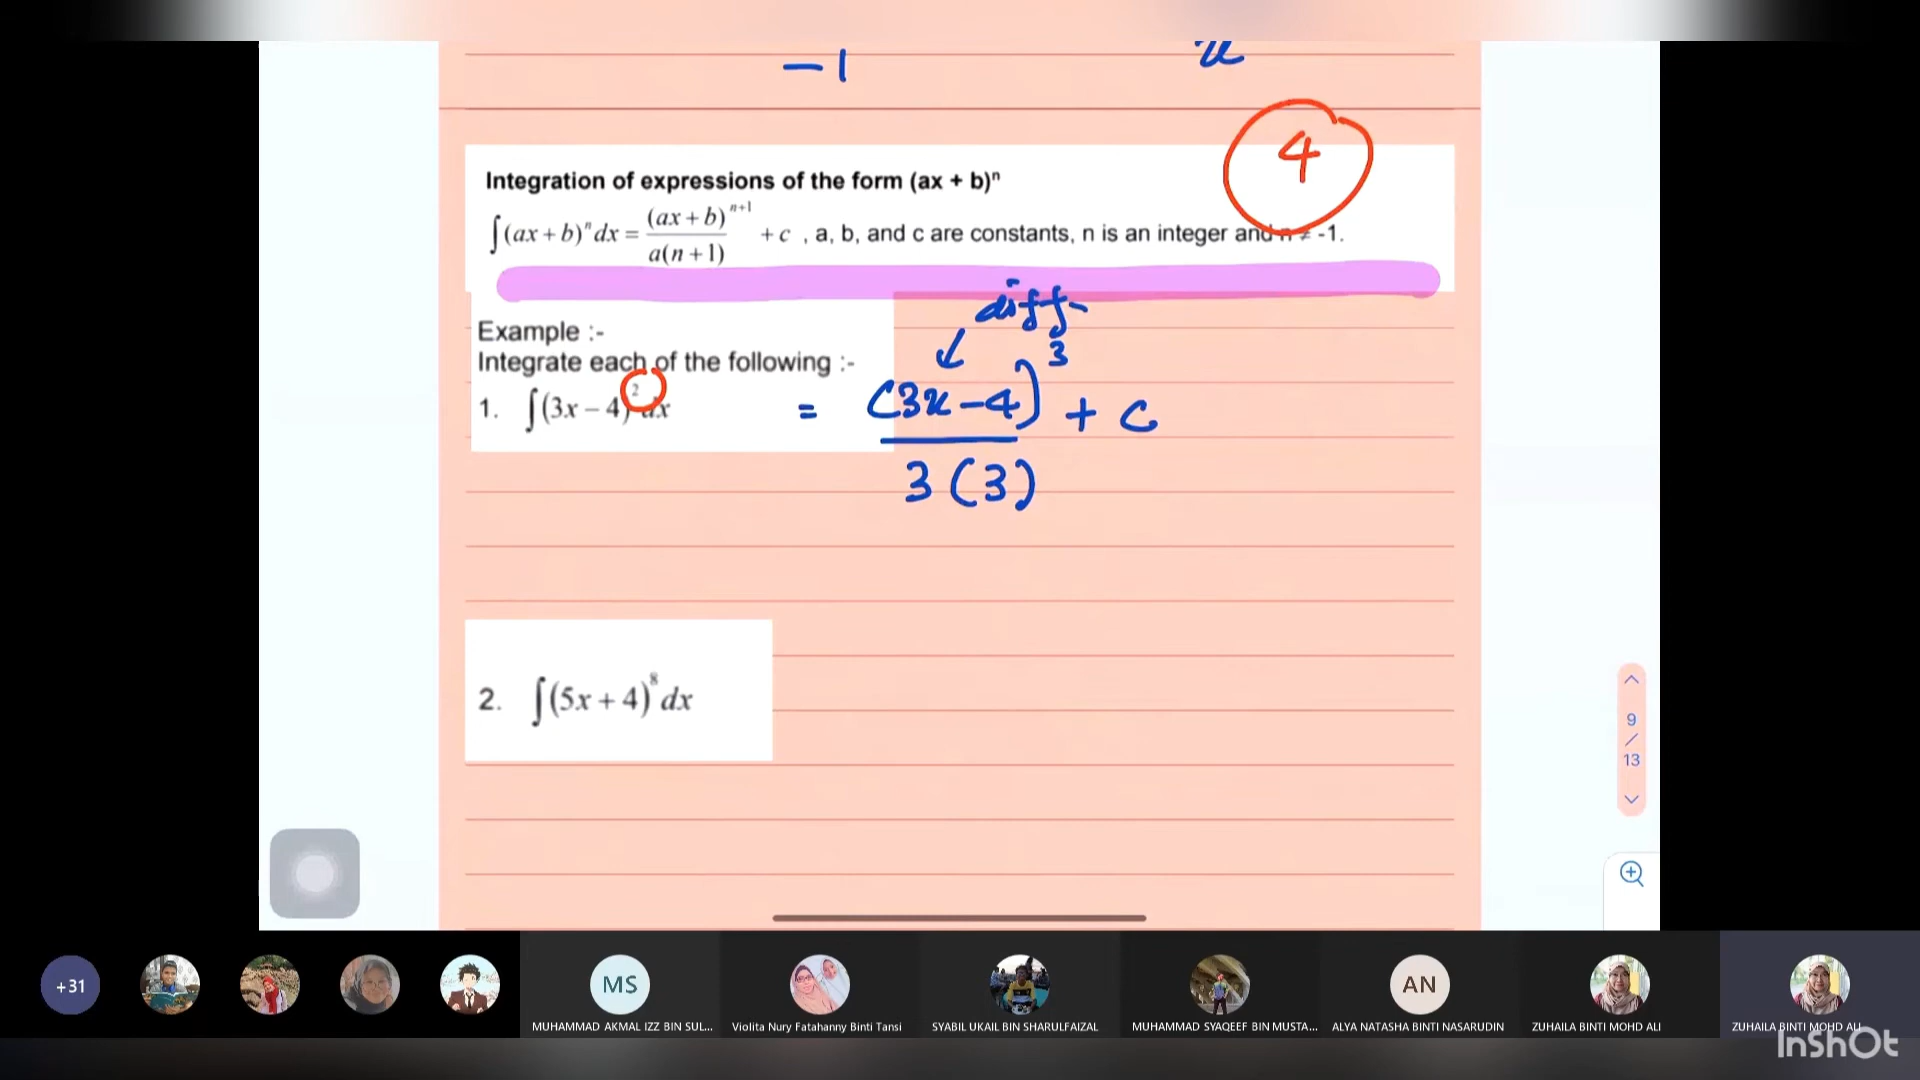 -1
x
4
Integration of expressions of the form (ax + b)ⁿ
∫(ax+b)ⁿdx = (ax+b)ⁿ⁺¹ / a(n+1) + c , a, b, and c are constants, n is an integer and n ≠ -1.
diff
Example :-
Integrate each of the following :-
1. ∫(3x – 4)² dx = (3x – 4)³ / 3(3) + c
2. ∫(5x + 4)⁸ dx
9
/
13
+31
MS
AN
MUHAMMAD AKMAL IZZ BIN SUL...
Violita Nury Fatahanny Binti Tansi
SYABIL UKAIL BIN SHARULFAIZAL
MUHAMMAD SYAQEEF BIN MUSTA...
ALYA NATASHA BINTI NASARUDIN
ZUHAILA BINTI MOHD ALI
ZUHAILA BINTI MOHD ALI
InShOt